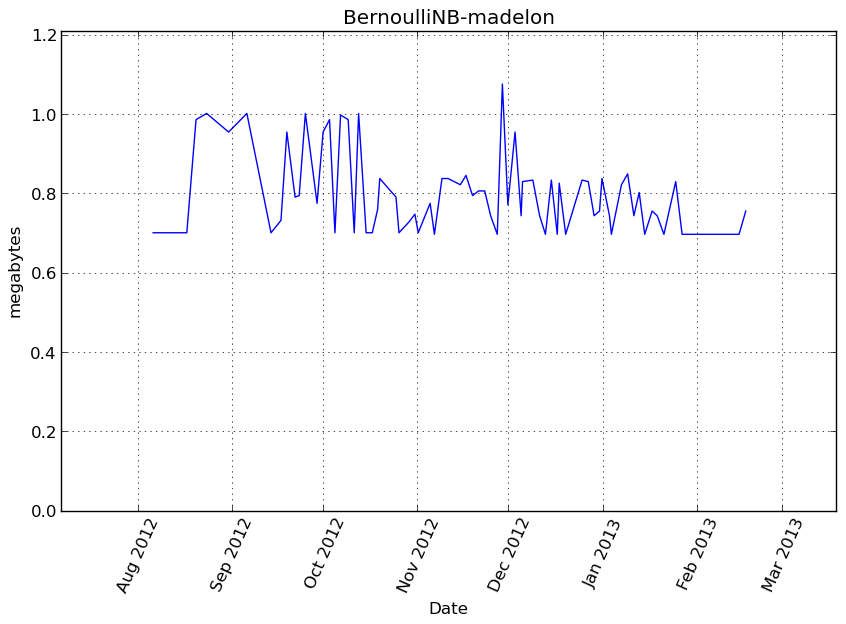 BernoulliNB-madelon
1.2
1.0
0.8
0.6
0.4
0.2
0.0
megabytes
Aug 2012
Sep 2012
Oct 2012
Nov 2012
Dec 2012
Jan 2013
Feb 2013
Mar 2013
Date